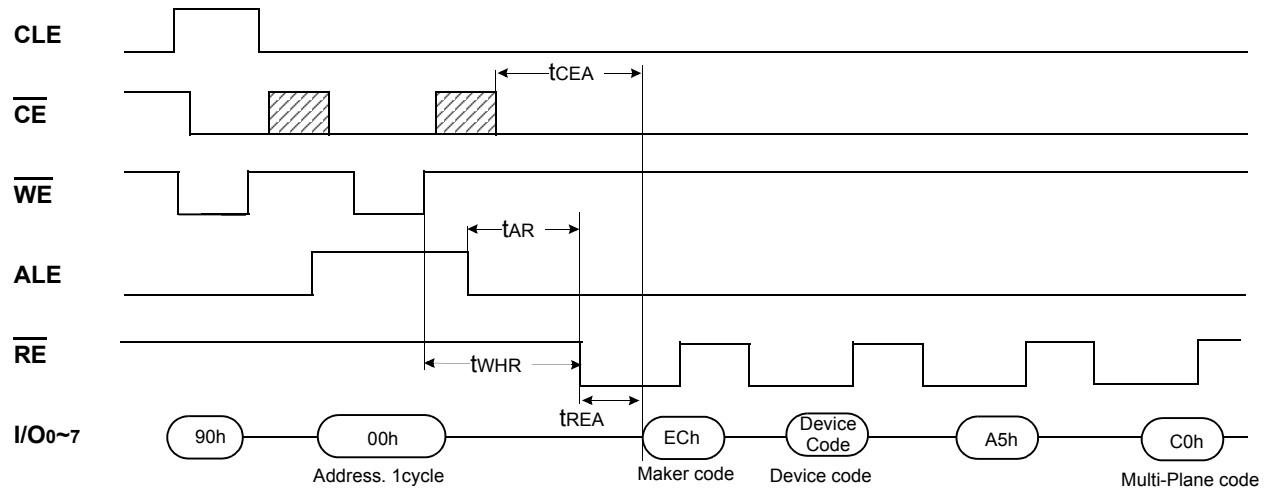 CLE
tCEA
CE
WE
tAR
ALE
RE
tWHR
tREA
I/O0~7
90h
00h
ECh
Device
Code
A5h
C0h
Address. 1cycle
Maker code
Device code
Multi-Plane code